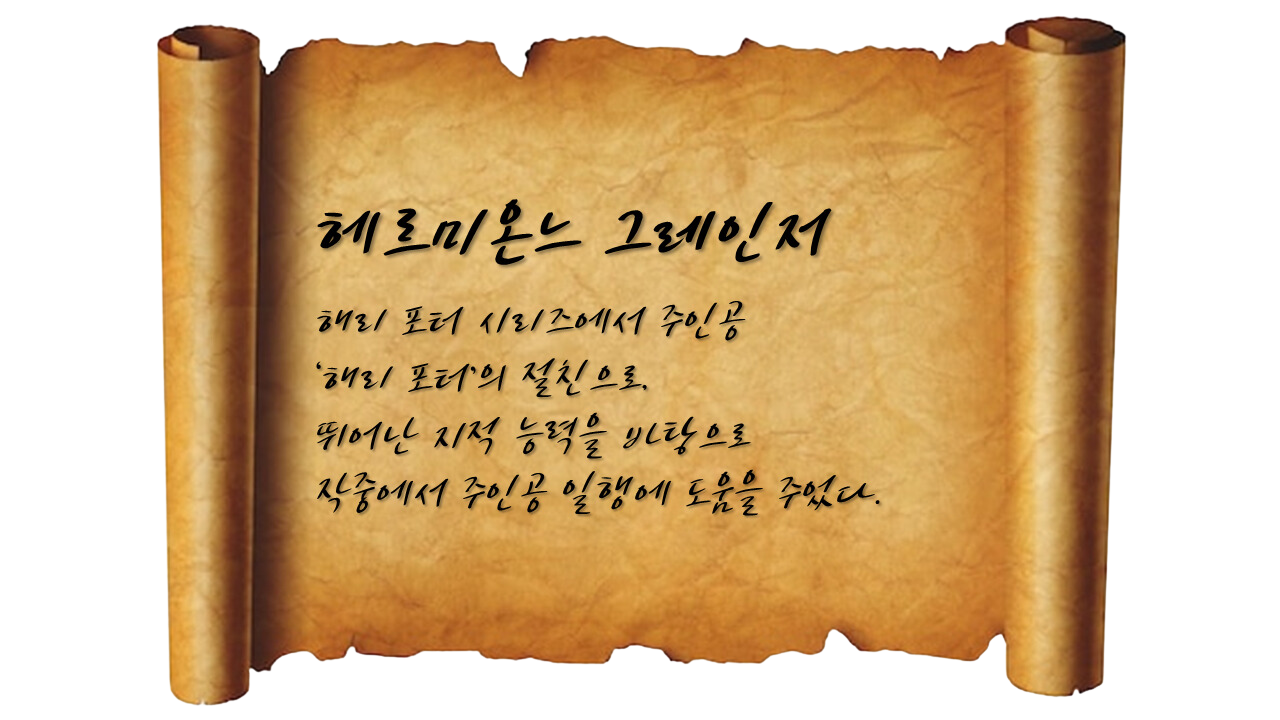 헤르미온느 그레인저
해리 포터 시리즈에서 주인공
‘해리 포터’의 절친으로,
뛰어난 지적 능력을 바탕으로
작중에서 주인공 일행에 도움을 주었다.